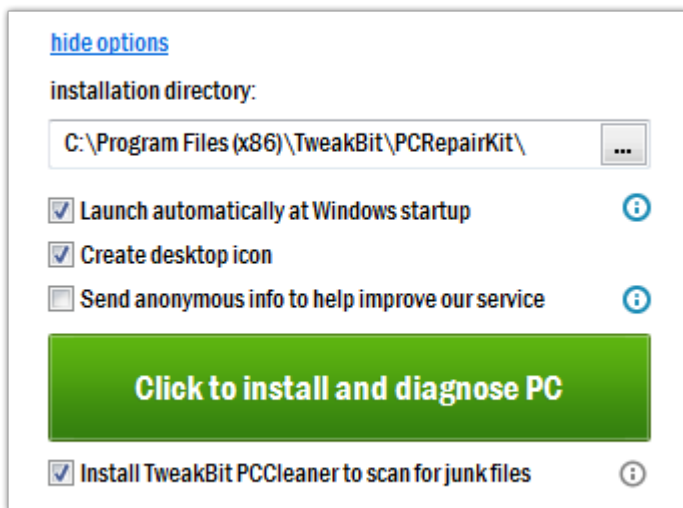 hide options
installation directory:
C:\Program Files (x86)\TweakBit\PCRepairKit\
...
Launch automatically at Windows startup
Create desktop icon
Send anonymous info to help improve our service
Click to install and diagnose PC
Install TweakBit PCCleaner to scan for junk files